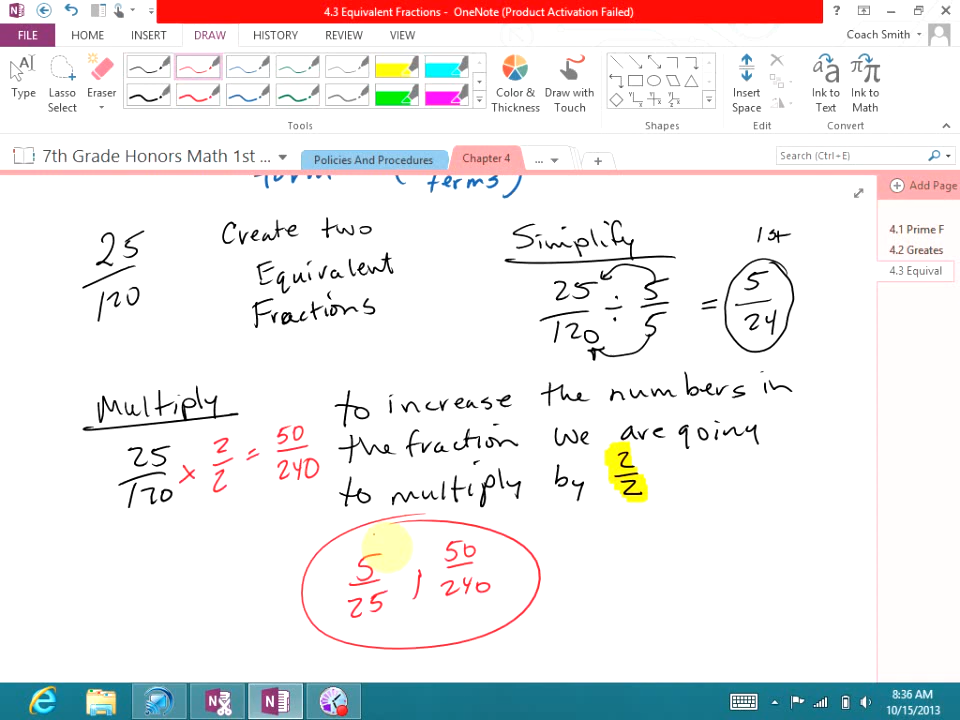 4.3 Equivalent Fractions - OneNote (Product Activation Failed)
FILE HOME INSERT DRAW HISTORY REVIEW VIEW Coach Smith
Type Lasso Select Eraser Color & Thickness Draw with Touch Insert Space Ink to Text Ink to Math
Tools Shapes Edit Convert
7th Grade Honors Math 1st ... Policies And Procedures Chapter 4 ... Search (Ctrl+E)
Add Page
4.1 Prime F
4.2 Greates
4.3 Equival
form (terms)
25/120 Create two
Equivalent
Fractions
Simplify
25/120 ÷ 5/5 = 5/24
1st
Multiply
25/120 × 2/2 = 50/240
to increase the numbers in
the fraction we are going
to multiply by 2/2
5/25 , 50/240
8:36 AM
10/15/2013